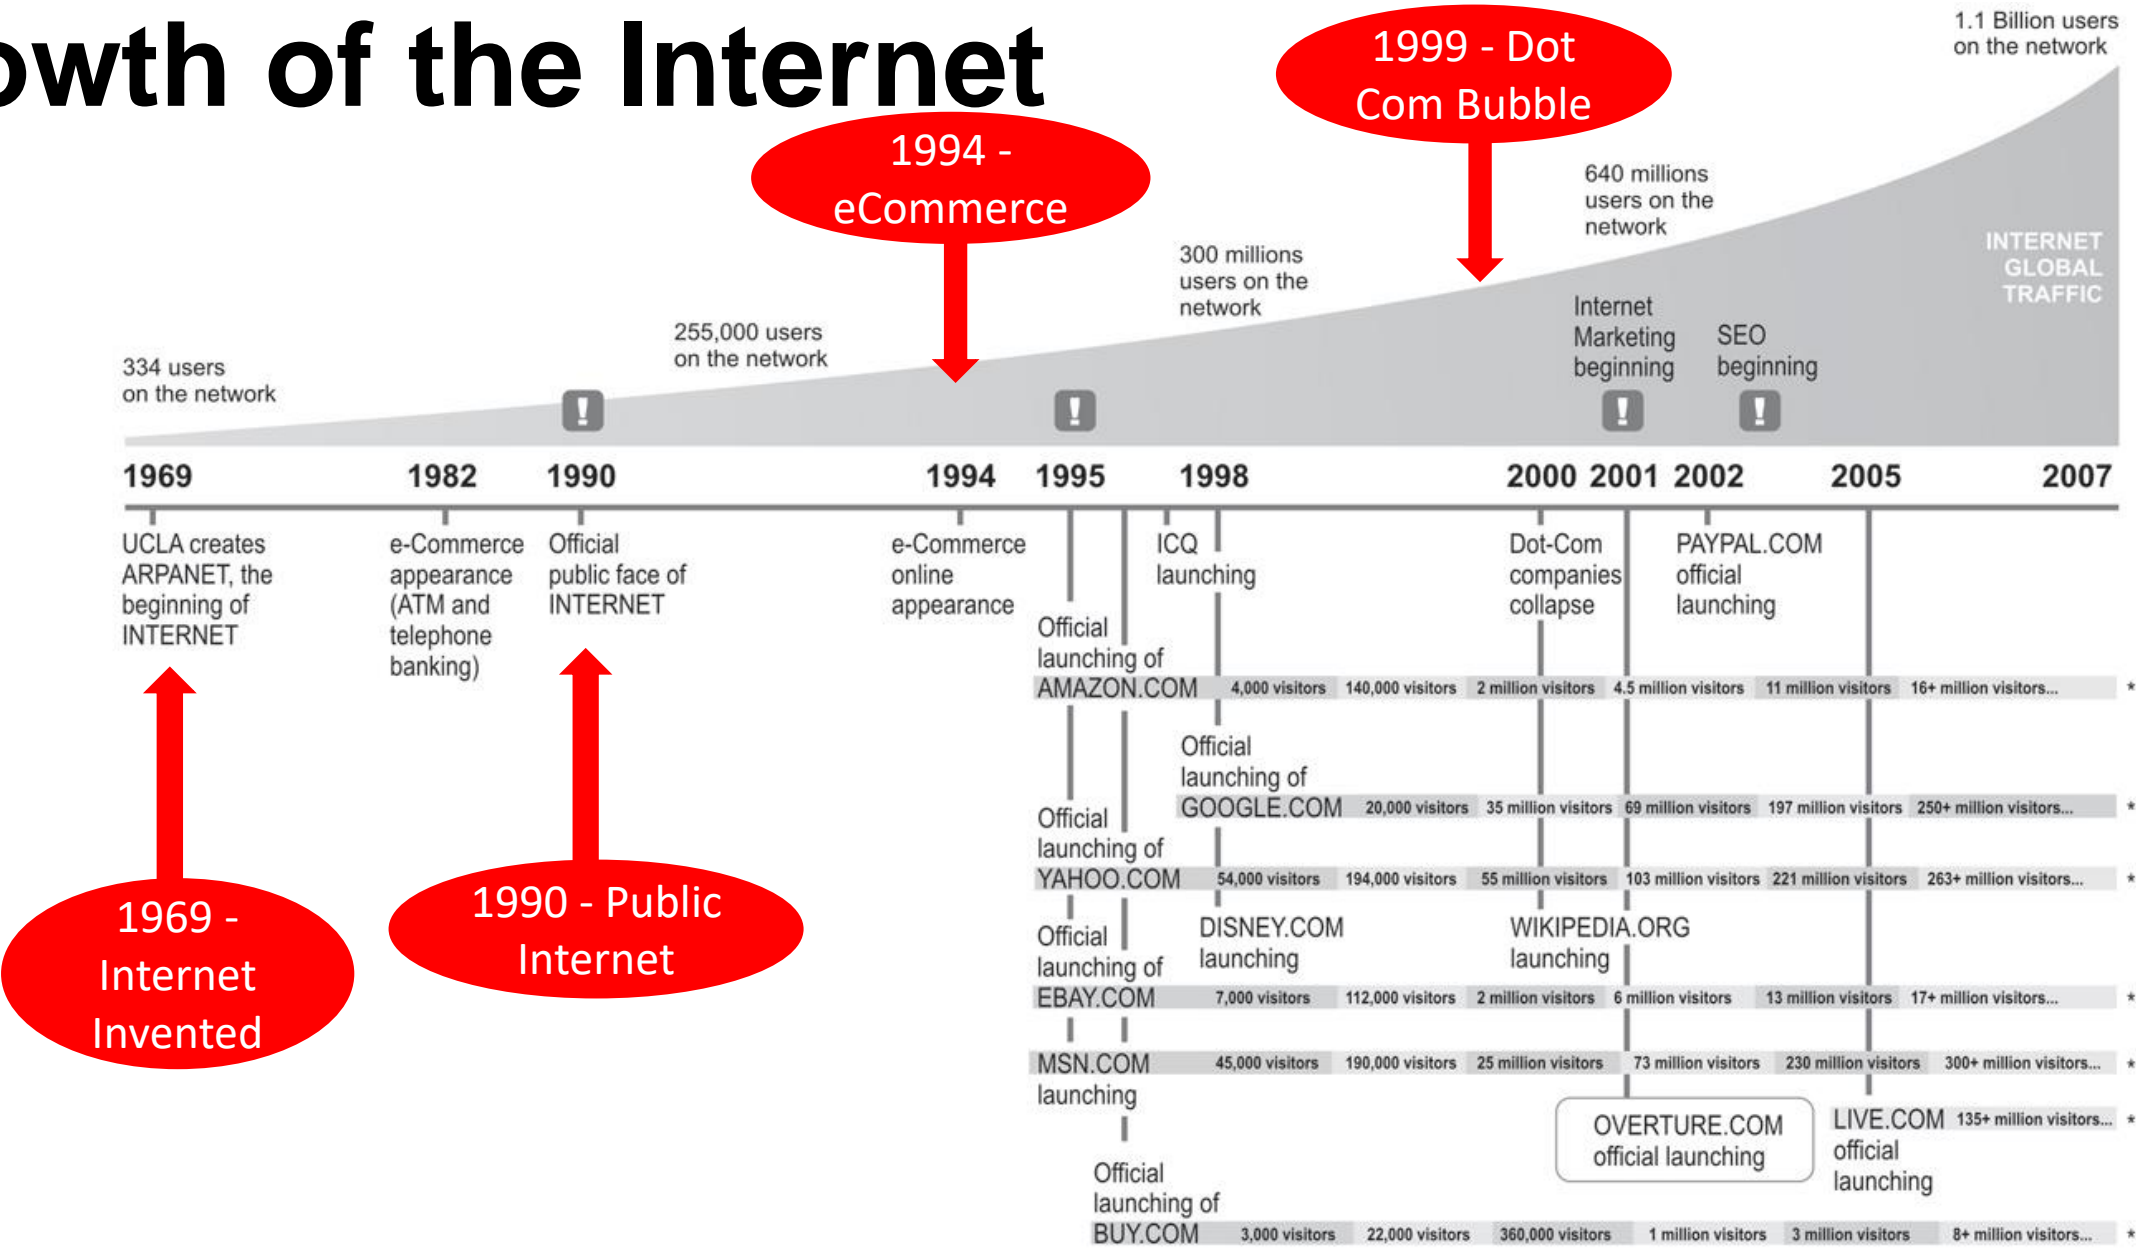 owth of the Internet
1999 - Dot
Com Bubble
1.1 Billion users
on the network
1994 -
eCommerce
640 millions
users on the
network
300 millions
users on the
network
INTERNET
GLOBAL
TRAFFIC
255,000 users
on the network
334 users
on the network
Internet
Marketing
beginning
SEO
beginning
!
!
!
!
1969 1982 1990 1994 1995 1998 2000 2001 2002 2005 2007
UCLA creates
ARPANET, the
beginning of
INTERNET
e-Commerce
appearance
(ATM and
telephone
banking)
Official
public face of
INTERNET
e-Commerce
online
appearance
ICQ
launching
Dot-Com
companies
collapse
PAYPAL.COM
official
launching
Official
launching of
AMAZON.COM 4,000 visitors 140,000 visitors 2 million visitors 4.5 million visitors 11 million visitors 16+ million visitors... *
Official
launching of
GOOGLE.COM 20,000 visitors 35 million visitors 69 million visitors 197 million visitors 250+ million visitors... *
Official
launching of
YAHOO.COM 54,000 visitors 194,000 visitors 55 million visitors 103 million visitors 221 million visitors 263+ million visitors... *
DISNEY.COM
launching
WIKIPEDIA.ORG
launching
Official
launching of
EBAY.COM 7,000 visitors 112,000 visitors 2 million visitors 6 million visitors 13 million visitors 17+ million visitors... *
MSN.COM 45,000 visitors 190,000 visitors 25 million visitors 73 million visitors 230 million visitors 300+ million visitors... *
launching
OVERTURE.COM
official launching
LIVE.COM 135+ million visitors... *
official
launching
Official
launching of
BUY.COM 3,000 visitors 22,000 visitors 360,000 visitors 1 million visitors 3 million visitors 8+ million visitors... *
1969 -
Internet
Invented
1990 - Public
Internet